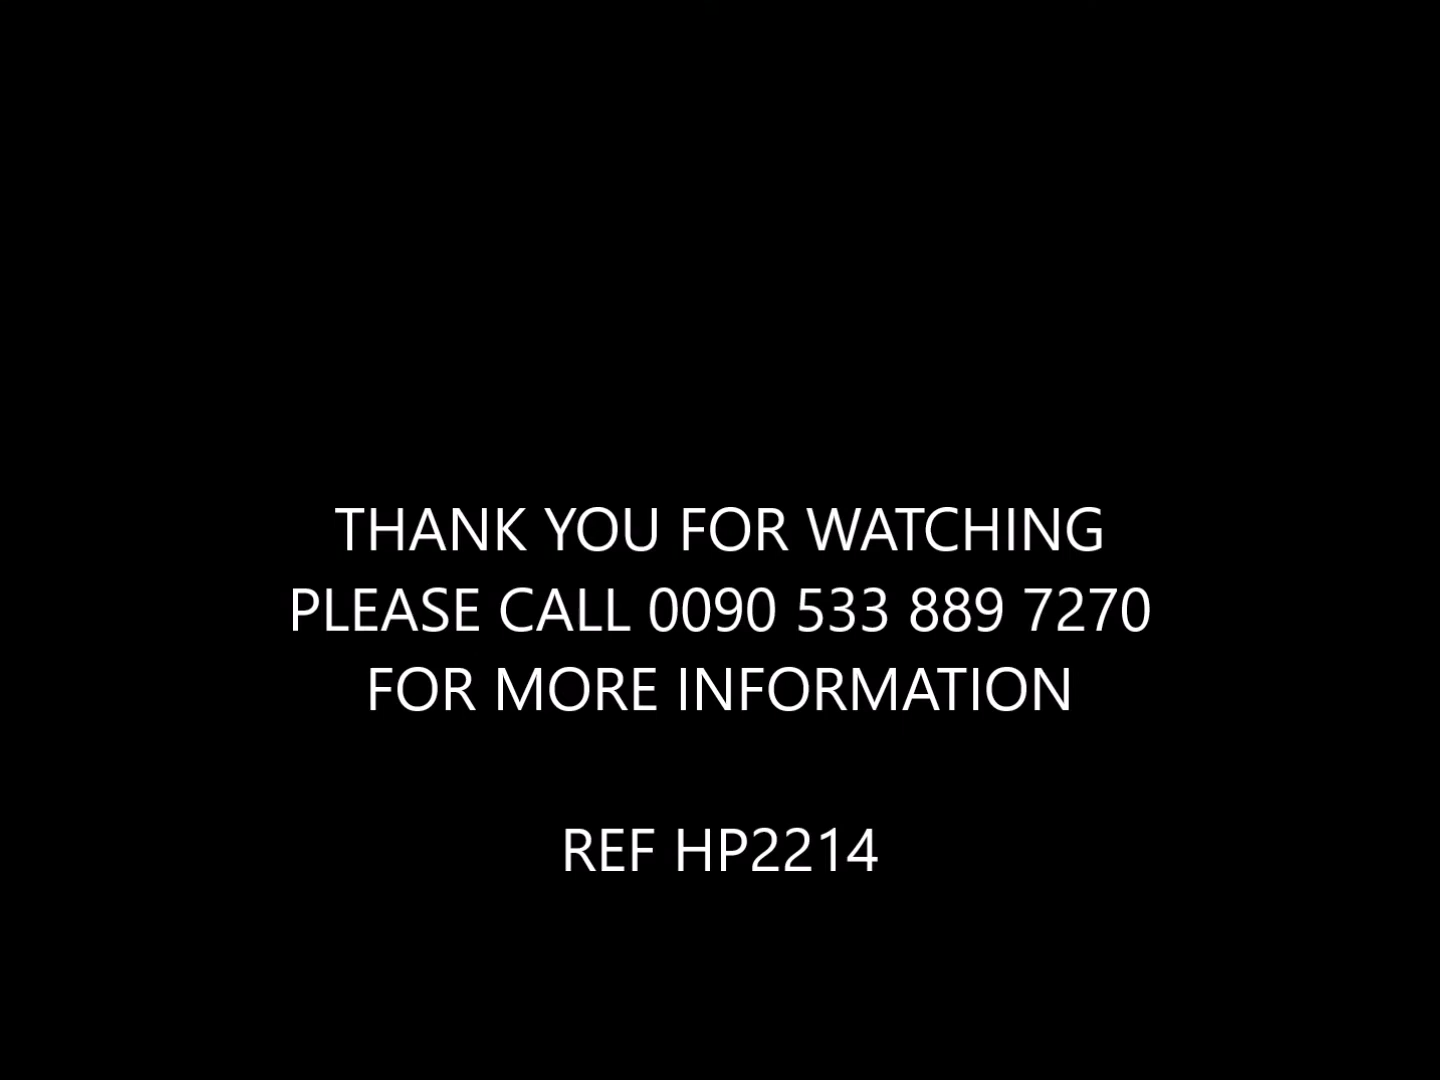 THANK YOU FOR WATCHING
PLEASE CALL 0090 533 889 7270
FOR MORE INFORMATION
REF HP2214